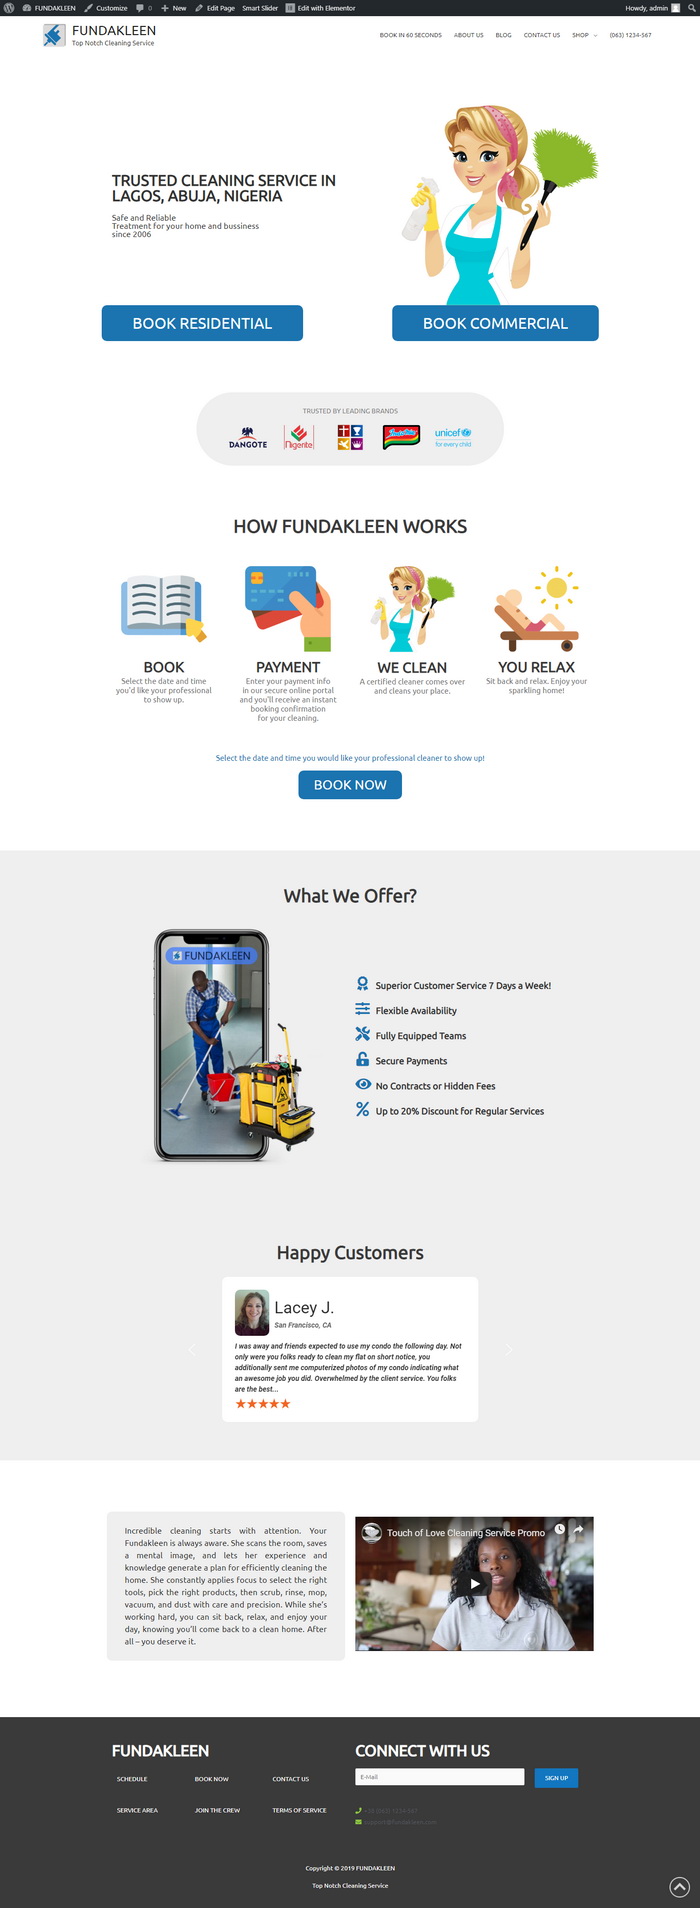 FUNDAKLEEN
Customize
0
New
Edit Page
Smart Slider
Edit with Elementor
Howdy, admin
FUNDAKLEEN
Top Notch Cleaning Service
BOOK IN 60 SECONDS
ABOUT US
BLOG
CONTACT US
SHOP
(063) 1234-567
TRUSTED CLEANING SERVICE IN
LAGOS, ABUJA, NIGERIA
Safe and Reliable
Treatment for your home and bussiness
since 2006
BOOK RESIDENTIAL
BOOK COMMERCIAL
TRUSTED BY LEADING BRANDS
DANGOTE
Nigerite
Indomie
unicef
for every child
HOW FUNDAKLEEN WORKS
BOOK
Select the date and time
you'd like your professional
to show up.
PAYMENT
Enter your payment info
in our secure online portal
and you'll receive an instant
booking confirmation
for your cleaning.
WE CLEAN
A certified cleaner comes over
and cleans your place.
YOU RELAX
Sit back and relax. Enjoy your
sparkling home!
Select the date and time you would like your professional cleaner to show up!
BOOK NOW
What We Offer?
FUNDAKLEEN
Superior Customer Service 7 Days a Week!
Flexible Availability
Fully Equipped Teams
Secure Payments
No Contracts or Hidden Fees
Up to 20% Discount for Regular Services
Happy Customers
Lacey J.
San Francisco, CA
I was away and friends expected to use my condo the following day. Not
only were you folks ready to clean my flat on short notice, you
additionally sent me computerized photos of my condo indicating what
an awesome job you did. Overwhelmed by the client service. You folks
are the best...
Incredible cleaning starts with attention. Your
Fundakleen is always aware. She scans the room, saves
a mental image, and lets her experience and
knowledge generate a plan for efficiently cleaning the
home. She constantly applies focus to select the right
tools, pick the right products, then scrub, rinse, mop,
vacuum, and dust with care and precision. While she's
working hard, you can sit back, relax, and enjoy your
day, knowing you'll come back to a clean home. After
all – you deserve it.
Touch of Love Cleaning Service Promo
FUNDAKLEEN
SCHEDULE
BOOK NOW
CONTACT US
SERVICE AREA
JOIN THE CREW
TERMS OF SERVICE
CONNECT WITH US
E-Mail
SIGN UP
support@fundakleen.com
Copyright © 2019 FUNDAKLEEN
Top Notch Cleaning Service